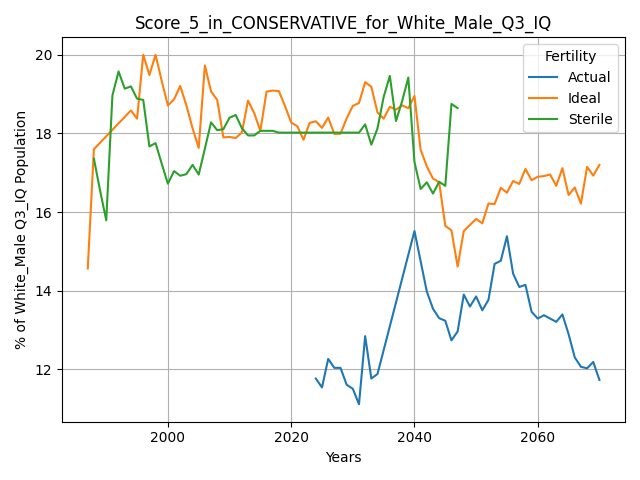 Score_5_in_CONSERVATIVE_for_White_Male_Q3_IQ
% of White_Male Q3_IQ Population
20
18
16
14
12
Fertility
Actual
Ideal
Sterile
2000
2020
2040
2060
Years